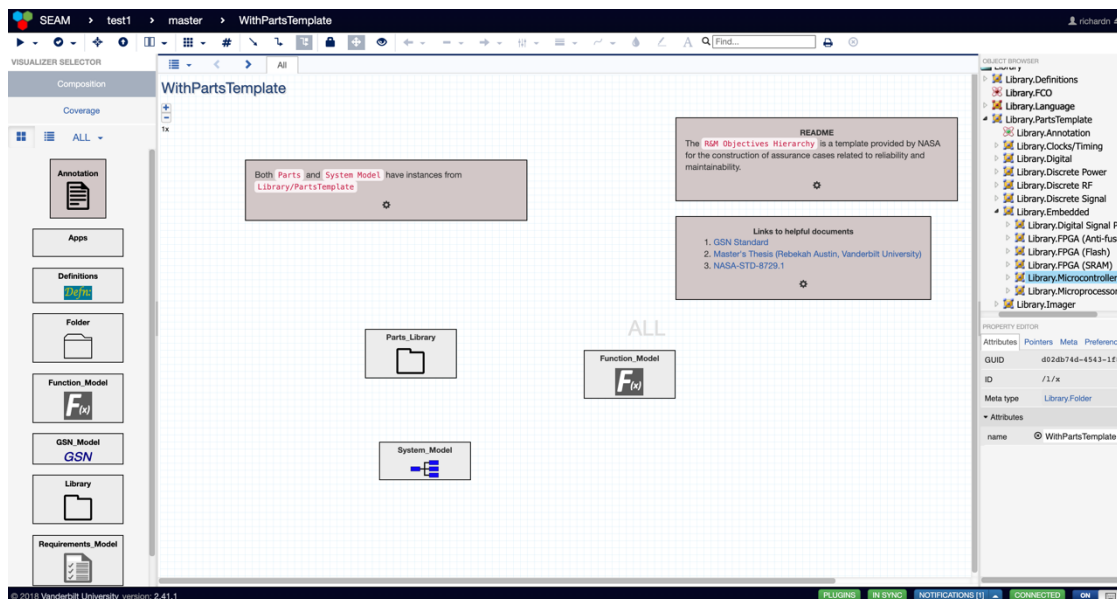 SEAM › test1 › master › WithPartsTemplate
richardn
Find...
VISUALIZER SELECTOR
Composition
Coverage
ALL
Annotation
Apps
Definitions
Defn:
Folder
Function_Model
F(x)
GSN_Model
GSN
Library
Requirements_Model
All
WithPartsTemplate
1x
Both Parts and System Model have instances from
Library/PartsTemplate
README
The R&M Objectives Hierarchy is a template provided by NASA
for the construction of assurance cases related to reliability and
maintainability.
Links to helpful documents
1. GSN Standard
2. Master's Thesis (Rebekah Austin, Vanderbilt University)
3. NASA-STD-8729.1
ALL
Parts_Library
Function_Model
F(x)
System_Model
OBJECT BROWSER
Library
Library.Definitions
Library.FCO
Library.Language
Library.PartsTemplate
Library.Annotation
Library.Clocks/Timing
Library.Digital
Library.Discrete Power
Library.Discrete RF
Library.Discrete Signal
Library.Embedded
Library.Digital Signal P
Library.FPGA (Anti-fus
Library.FPGA (Flash)
Library.FPGA (SRAM)
Library.Microcontroller
Library.Microprocessor
Library.Imager
PROPERTY EDITOR
Attributes Pointers Meta Preferenc
GUID d02db74d-4543-1f
ID /1/x
Meta type Library.Folder
Attributes
name WithPartsTemplate
© 2018 Vanderbilt University version: 2.41.1
PLUGINS IN SYNC NOTIFICATIONS [1] CONNECTED ON